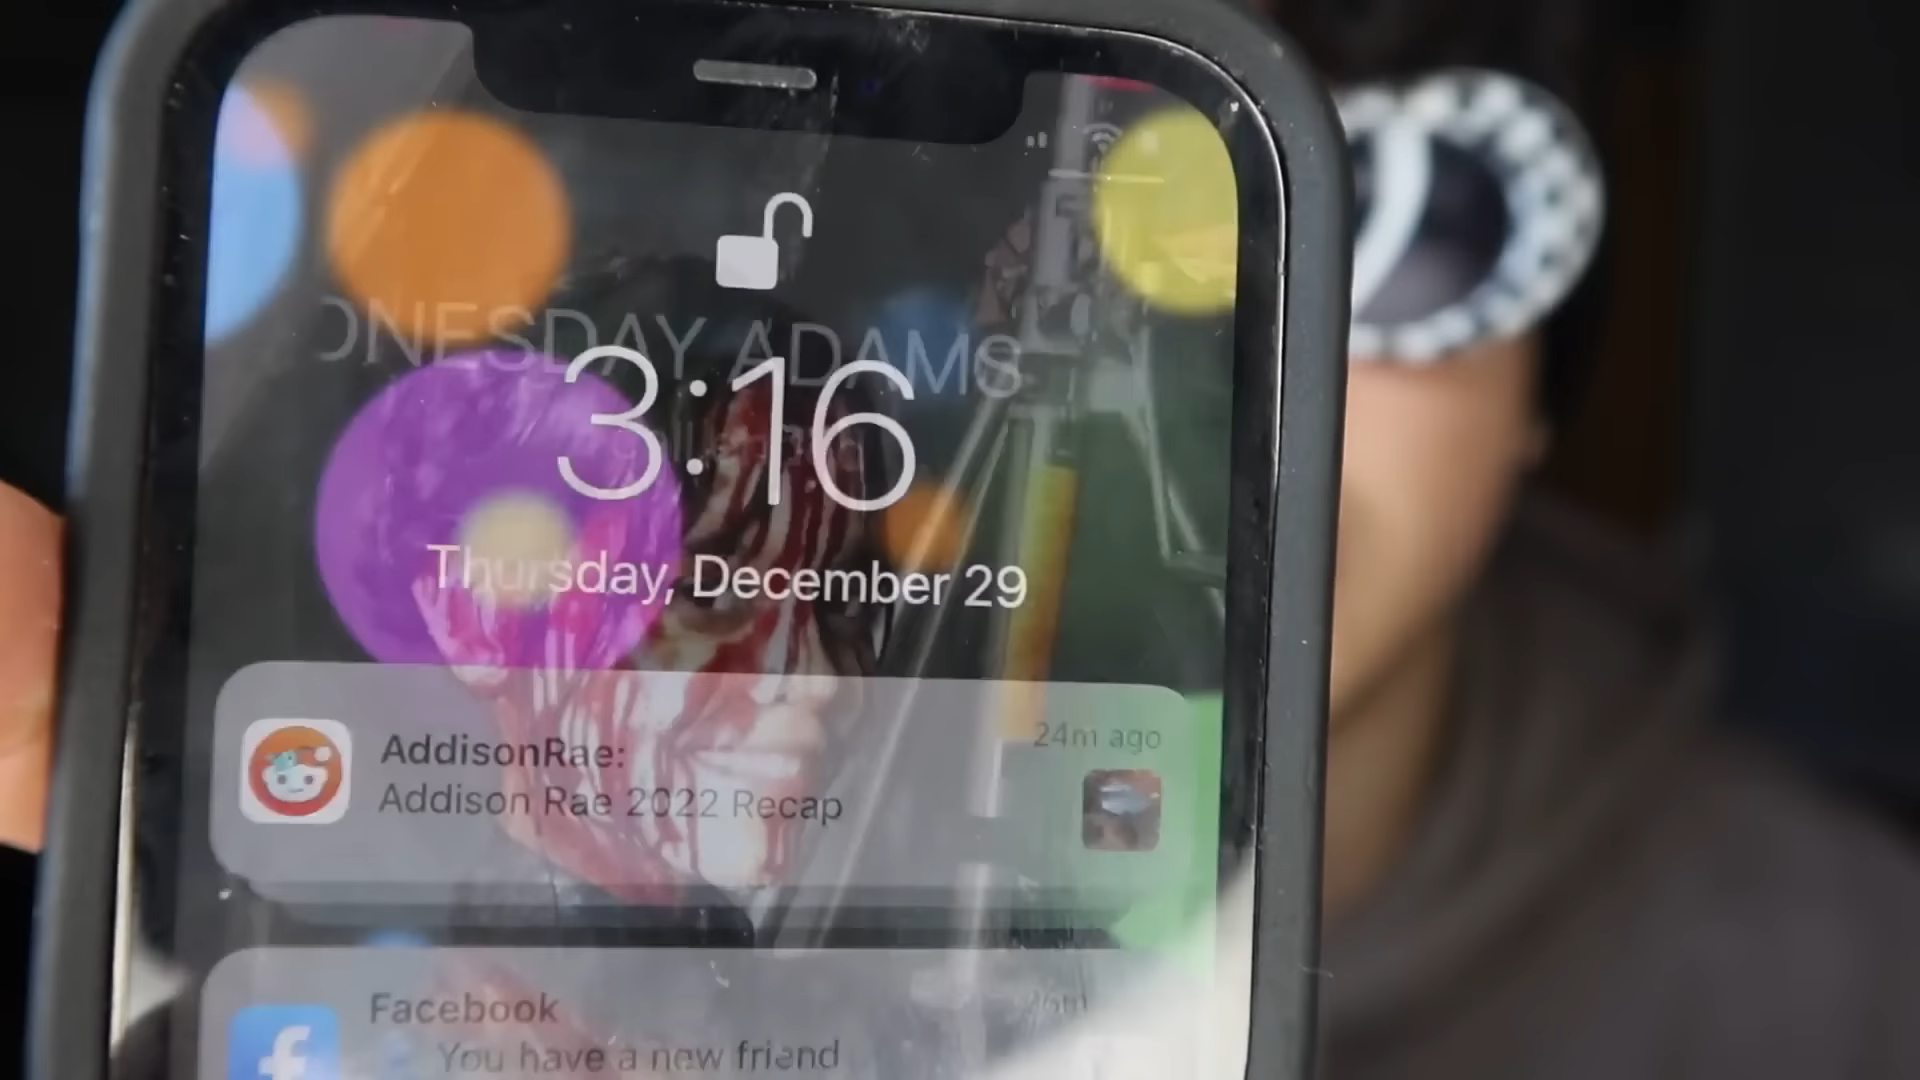 ONESDAY ADAMS
3:16
Thursday, December 29
AddisonRae:
24m ago
Addison Rae 2022 Recap
Facebook
You have a new friend